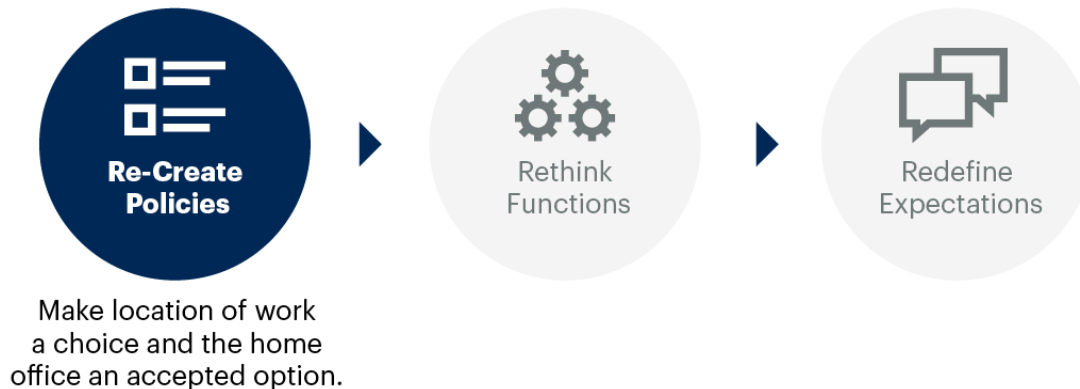 Re-Create
Policies
Rethink
Functions
Redefine
Expectations
Make location of work
a choice and the home
office an accepted option.